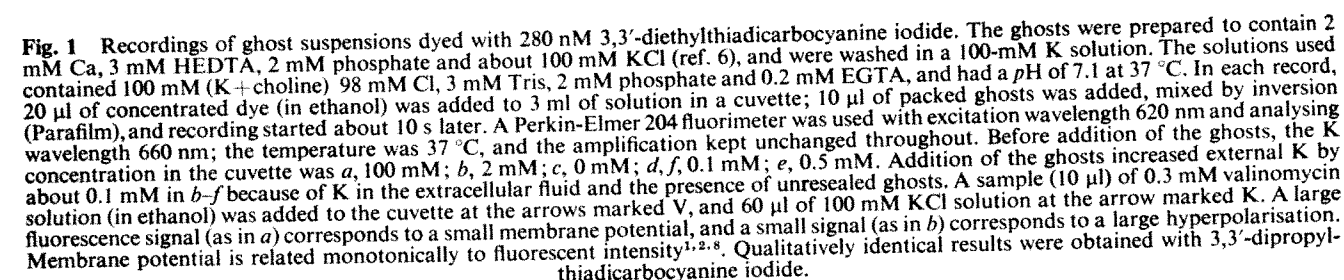 Fig. 1 Recordings of ghost suspensions dyed with 280 nM 3,3′-diethylthiadicarbocyanine iodide. The ghosts were prepared to contain 2
mM Ca, 3 mM HEDTA, 2 mM phosphate and about 100 mM KCl (ref. 6), and were washed in a 100-mM K solution. The solutions used
contained 100 mM (K+choline) 98 mM Cl, 3 mM Tris, 2 mM phosphate and 0.2 mM EGTA, and had a pH of 7.1 at 37 °C. In each record,
20 μl of concentrated dye (in ethanol) was added to 3 ml of solution in a cuvette; 10 μl of packed ghosts was added, mixed by inversion
(Parafilm), and recording started about 10 s later. A Perkin-Elmer 204 fluorimeter was used with excitation wavelength 620 nm and analysing
wavelength 660 nm; the temperature was 37 °C, and the amplification kept unchanged throughout. Before addition of the ghosts, the K
concentration in the cuvette was a, 100 mM; b, 2 mM; c, 0 mM; d, f, 0.1 mM; e, 0.5 mM. Addition of the ghosts increased external K by
about 0.1 mM in b–f because of K in the extracellular fluid and the presence of unresealed ghosts. A sample (10 μl) of 0.3 mM valinomycin
solution (in ethanol) was added to the cuvette at the arrows marked V, and 60 μl of 100 mM KCl solution at the arrow marked K. A large
fluorescence signal (as in a) corresponds to a small membrane potential, and a small signal (as in b) corresponds to a large hyperpolarisation.
Membrane potential is related monotonically to fluorescent intensity1,2,8. Qualitatively identical results were obtained with 3,3′-dipropyl-
thiadicarbocyanine iodide.